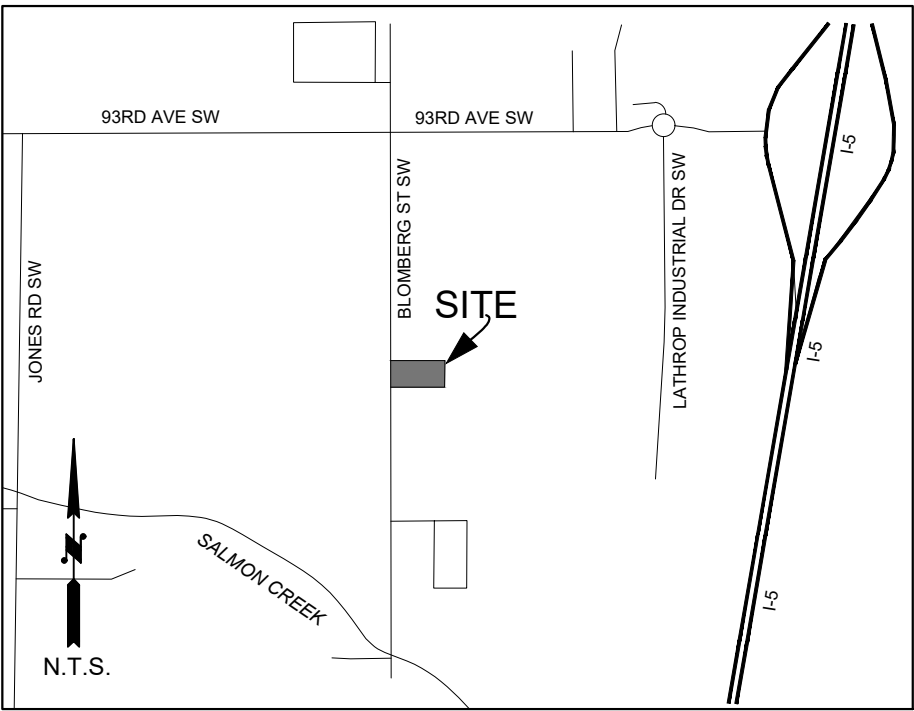 93RD AVE SW
93RD AVE SW
I-5
BLOMBERG ST SW
LATHROP INDUSTRIAL DR SW
JONES RD SW
SITE
I-5
SALMON CREEK
N
I-5
N.T.S.